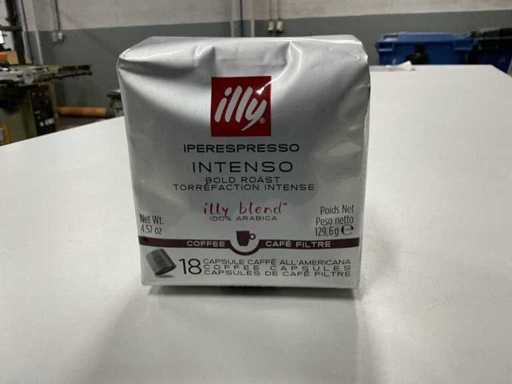 illy
IPERESPRESSO
INTENSO
BOLD ROAST
TORRÉFACTION INTENSE
illy blend™
100% ARABICA
Net Wt.
4.57 oz
Poids Net
Peso netto
129,6g ℮
COFFEE CAFÉ FILTRE
18 CAPSULE CAFFÈ ALL'AMERICANA
COFFEE CAPSULES
CAPSULES DE CAFÉ FILTRE